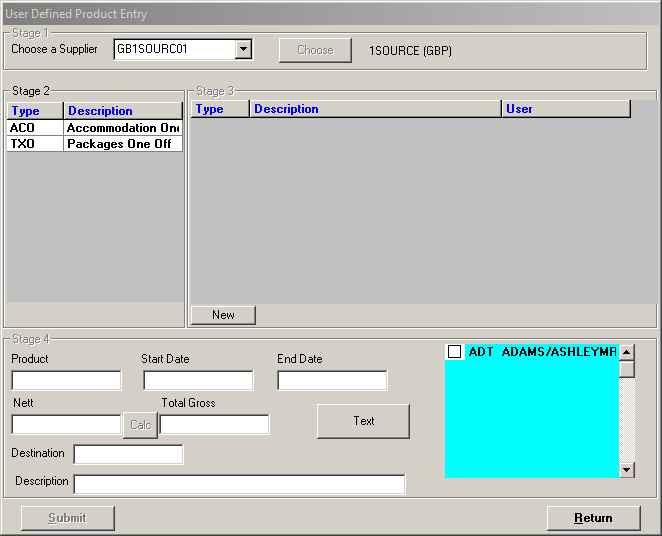 User Defined Product Entry
Stage 1
Choose a Supplier GB1SOURC01 Choose 1SOURCE (GBP)
Stage 2
Type Description
ACO Accommodation One
TXO Packages One Off
Stage 3
Type Description User
New
Stage 4
Product Start Date End Date
Nett Total Gross
Calc
Text
Destination
Description
ADT ADAMS/ASHLEYMR
Submit Return